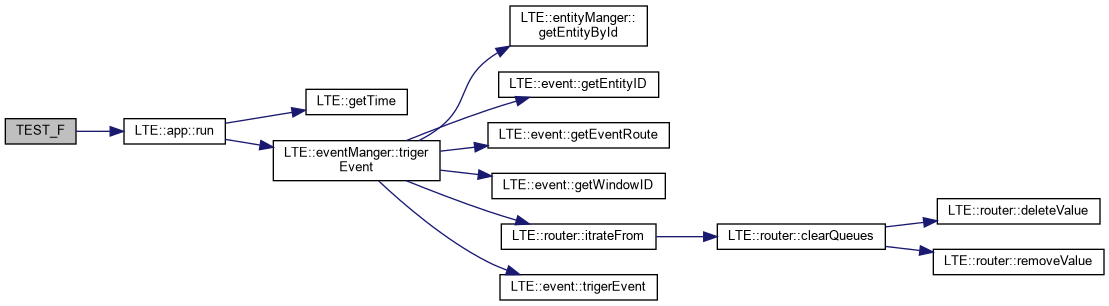 TEST_F
LTE::app::run
LTE::getTime
LTE::eventManger::triger
Event
LTE::entityManger::
getEntityById
LTE::event::getEntityID
LTE::event::getEventRoute
LTE::event::getWindowID
LTE::router::itrateFrom
LTE::event::trigerEvent
LTE::router::clearQueues
LTE::router::deleteValue
LTE::router::removeValue